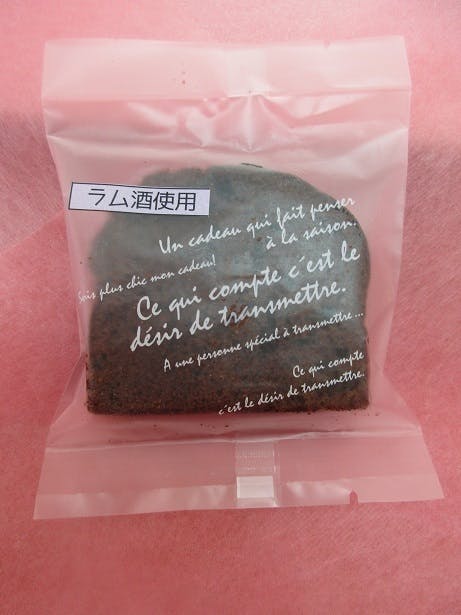 ラム酒使用
Un cadeau qui fait penser
à la saison.
Sois plus chic mon cadeau!
Ce qui compte c´est le
désir de transmettre.
A une personne spécial à transmettre ...
Ce qui compte
c´est le désir de transmettre.